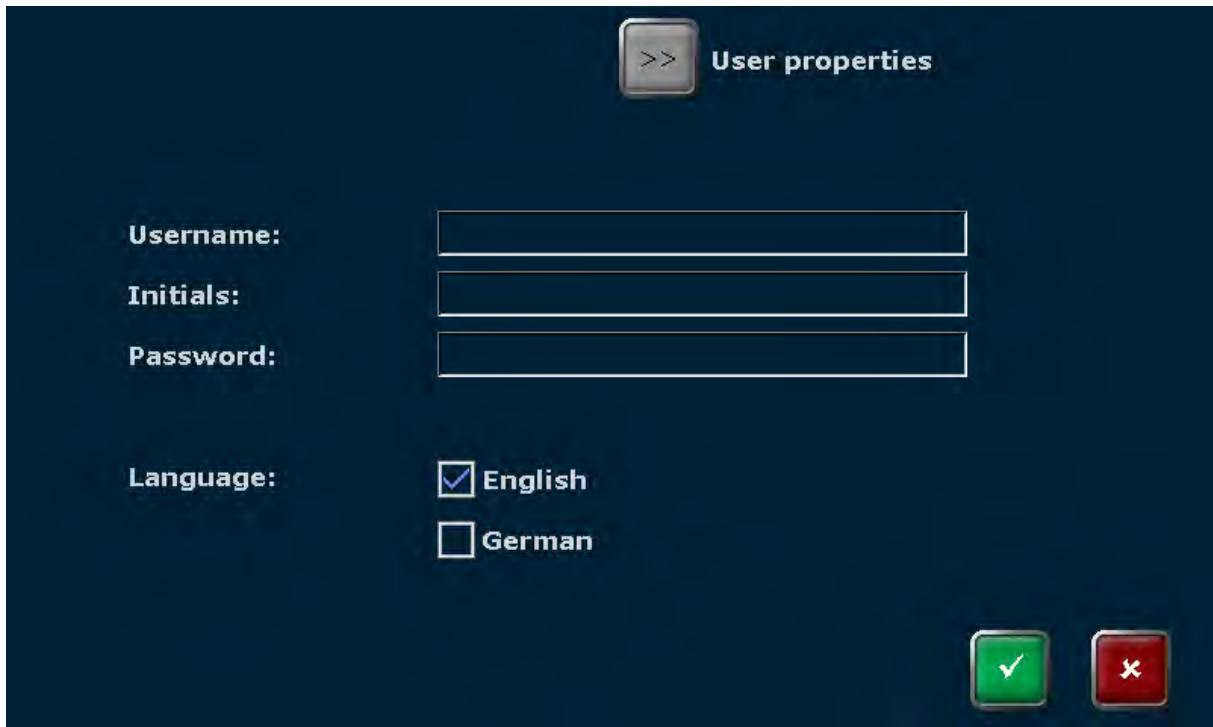 >> User properties
Username:
Initials:
Password:
Language: English
German